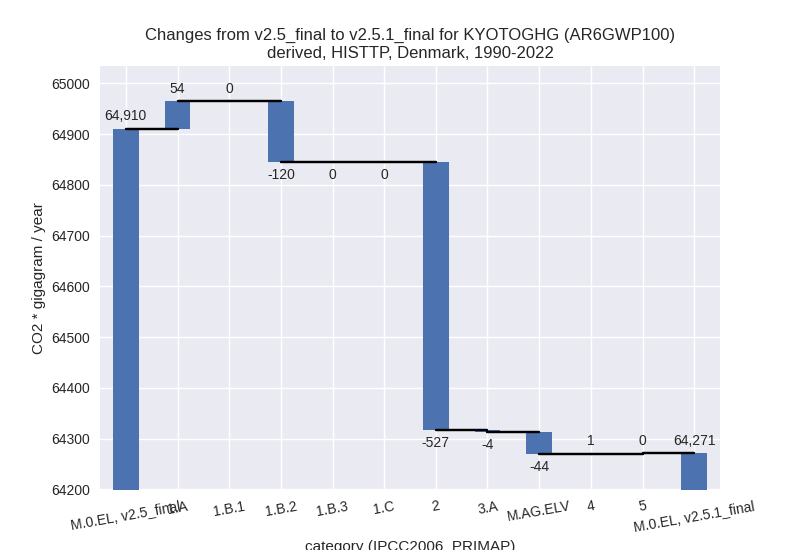 Changes from v2.5_final to v2.5.1_final for KYOTOGHG (AR6GWP100)
derived, HISTTP, Denmark, 1990-2022
CO2 * gigagram / year
65000
64900
64800
64700
64600
64500
64400
64300
64200
64,910
54
0
-120
0
0
-527
-4
-44
1
0
64,271
M.0.EL, v2.5_final
1.A
1.B.1
1.B.2
1.B.3
1.C
2
3.A
M.AG.ELV
4
5
M.0.EL, v2.5.1_final
category (IPCC2006_PRIMAP)